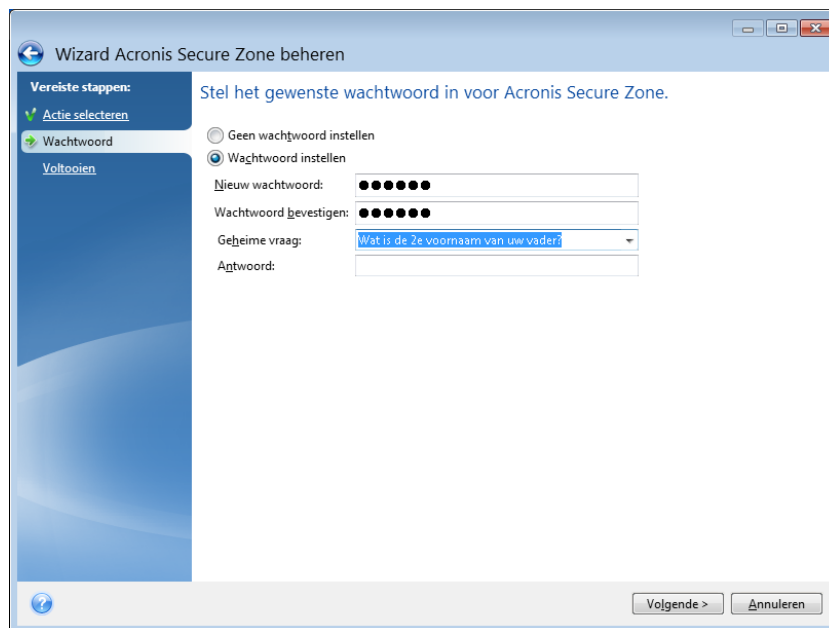 Wizard Acronis Secure Zone beheren
Vereiste stappen:
Actie selecteren
Wachtwoord
Voltooien
Stel het gewenste wachtwoord in voor Acronis Secure Zone.
Geen wachtwoord instellen
Wachtwoord instellen
Nieuw wachtwoord: ●●●●●●
Wachtwoord bevestigen: ●●●●●●
Geheime vraag: Wat is de 2e voornaam van uw vader?
Antwoord:
Volgende > Annuleren